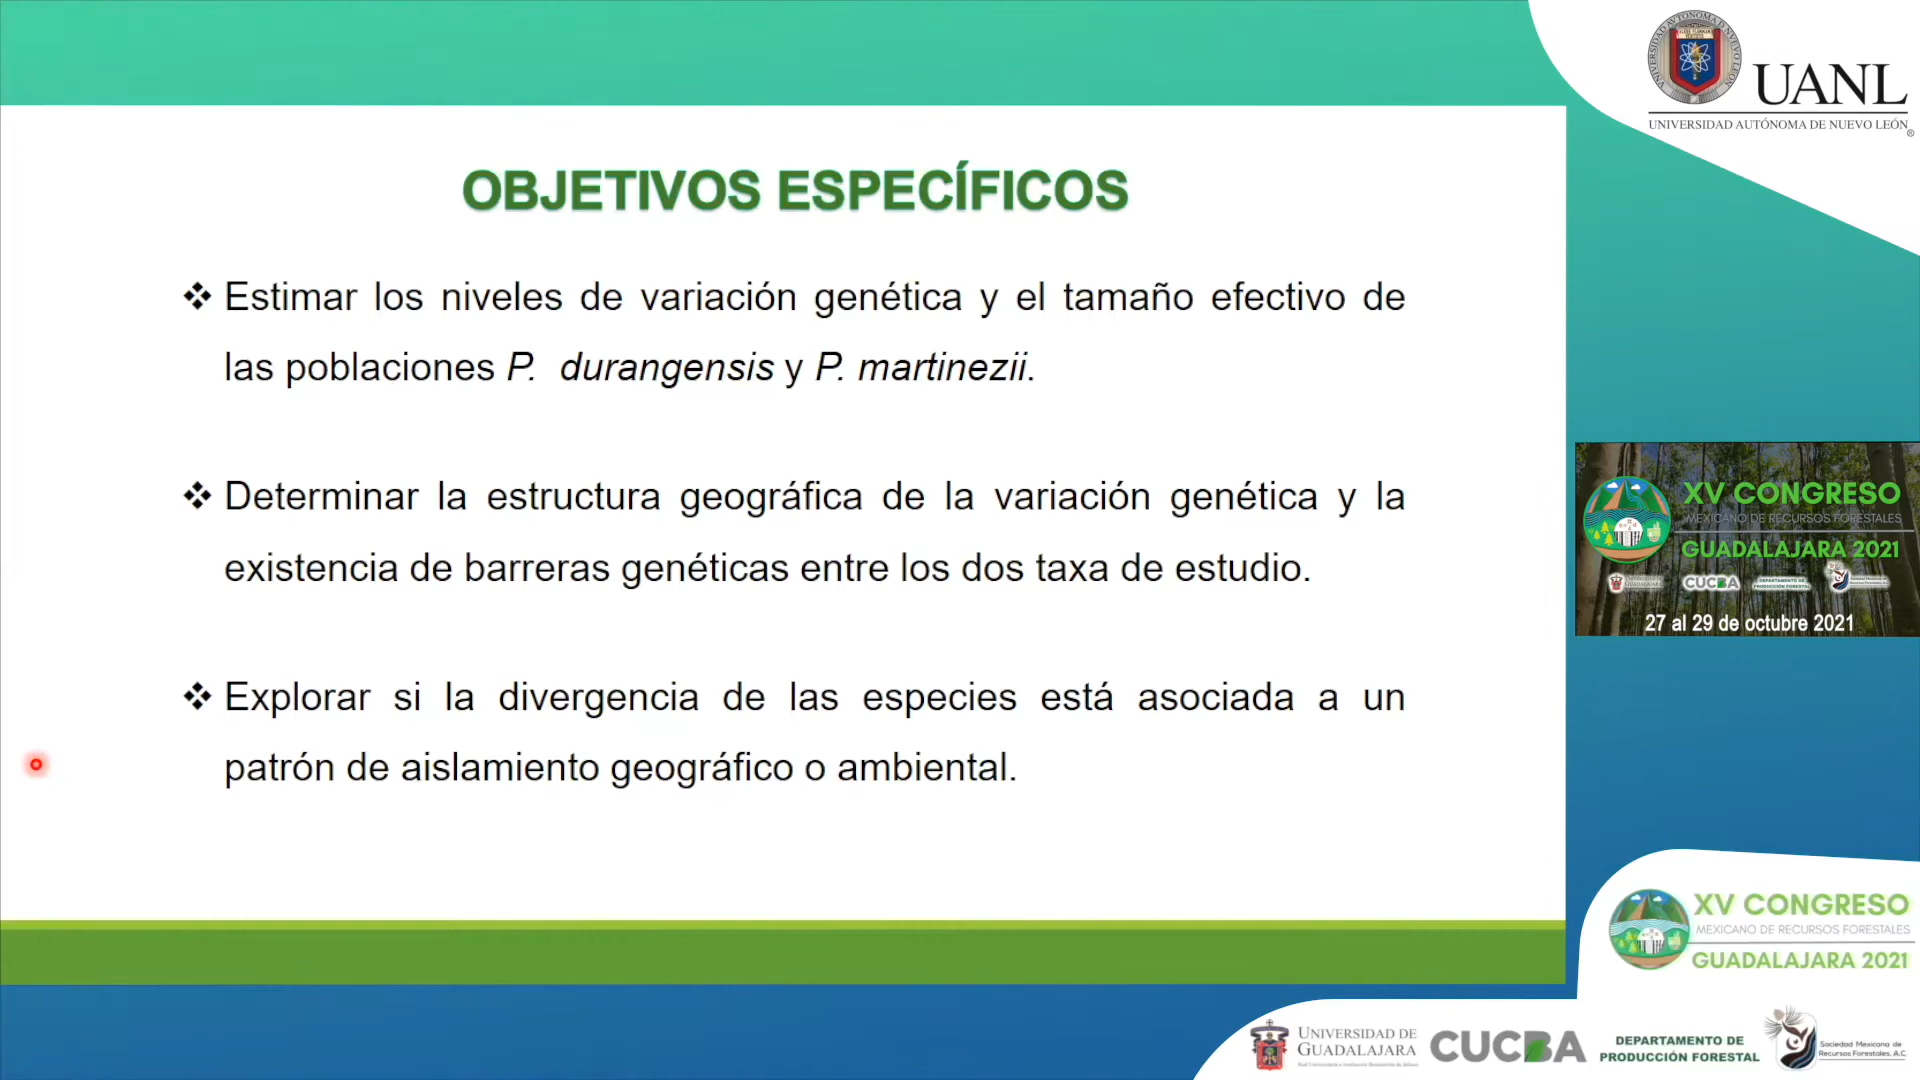 UANL
UNIVERSIDAD AUTÓNOMA DE NUEVO LEÓN
®
OBJETIVOS ESPECÍFICOS
❖ Estimar los niveles de variación genética y el tamaño efectivo de
las poblaciones P. durangensis y P. martinezii.
❖ Determinar la estructura geográfica de la variación genética y la
existencia de barreras genéticas entre los dos taxa de estudio.
❖ Explorar si la divergencia de las especies está asociada a un
patrón de aislamiento geográfico o ambiental.
XV CONGRESO
MEXICANO DE RECURSOS FORESTALES
GUADALAJARA 2021
CUCBA
DEPARTAMENTO DE
PRODUCCIÓN FORESTAL
27 al 29 de octubre 2021
XV CONGRESO
MEXICANO DE RECURSOS FORESTALES
GUADALAJARA 2021
UNIVERSIDAD DE
GUADALAJARA
CUCBA
DEPARTAMENTO DE
PRODUCCIÓN FORESTAL
Sociedad Mexicana de
Recursos Forestales, A.C.